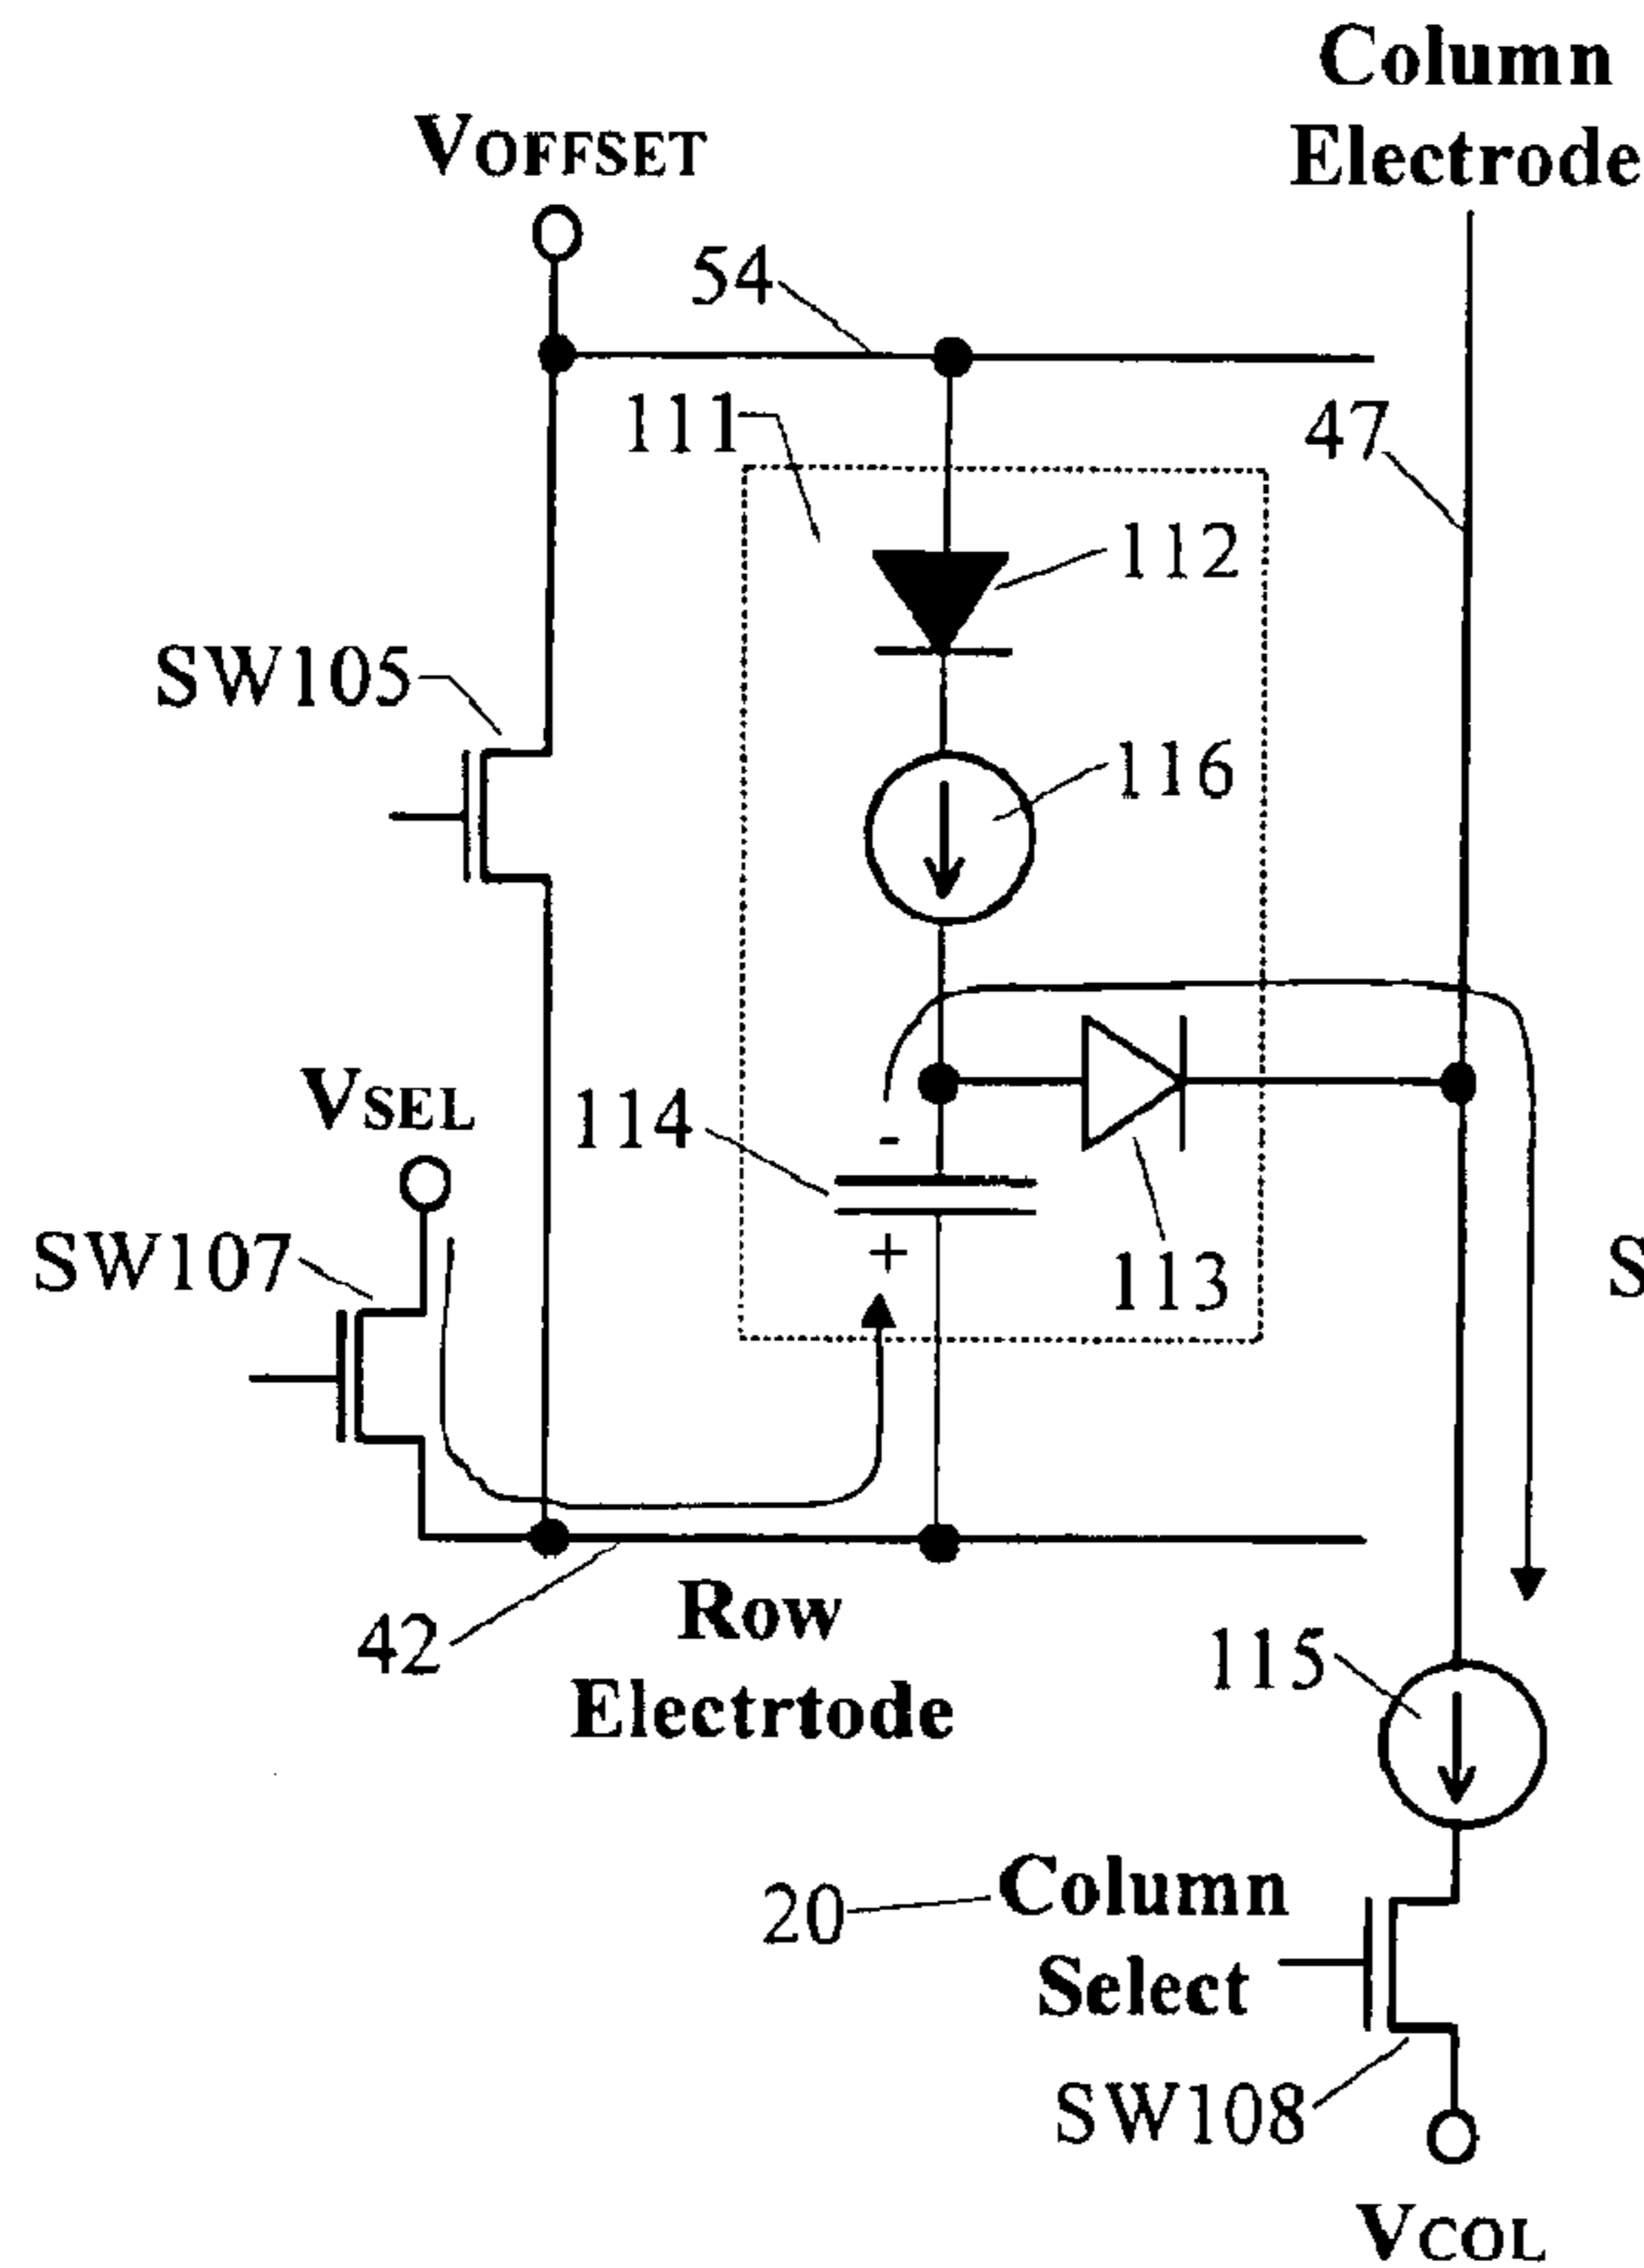 Column
Electrode
VOFFSET
54
111
47
112
SW105
116
VSEL
114
-
SW107
+
113
S
Row
Electrtode
42
115
20
Column
Select
SW108
VCOL